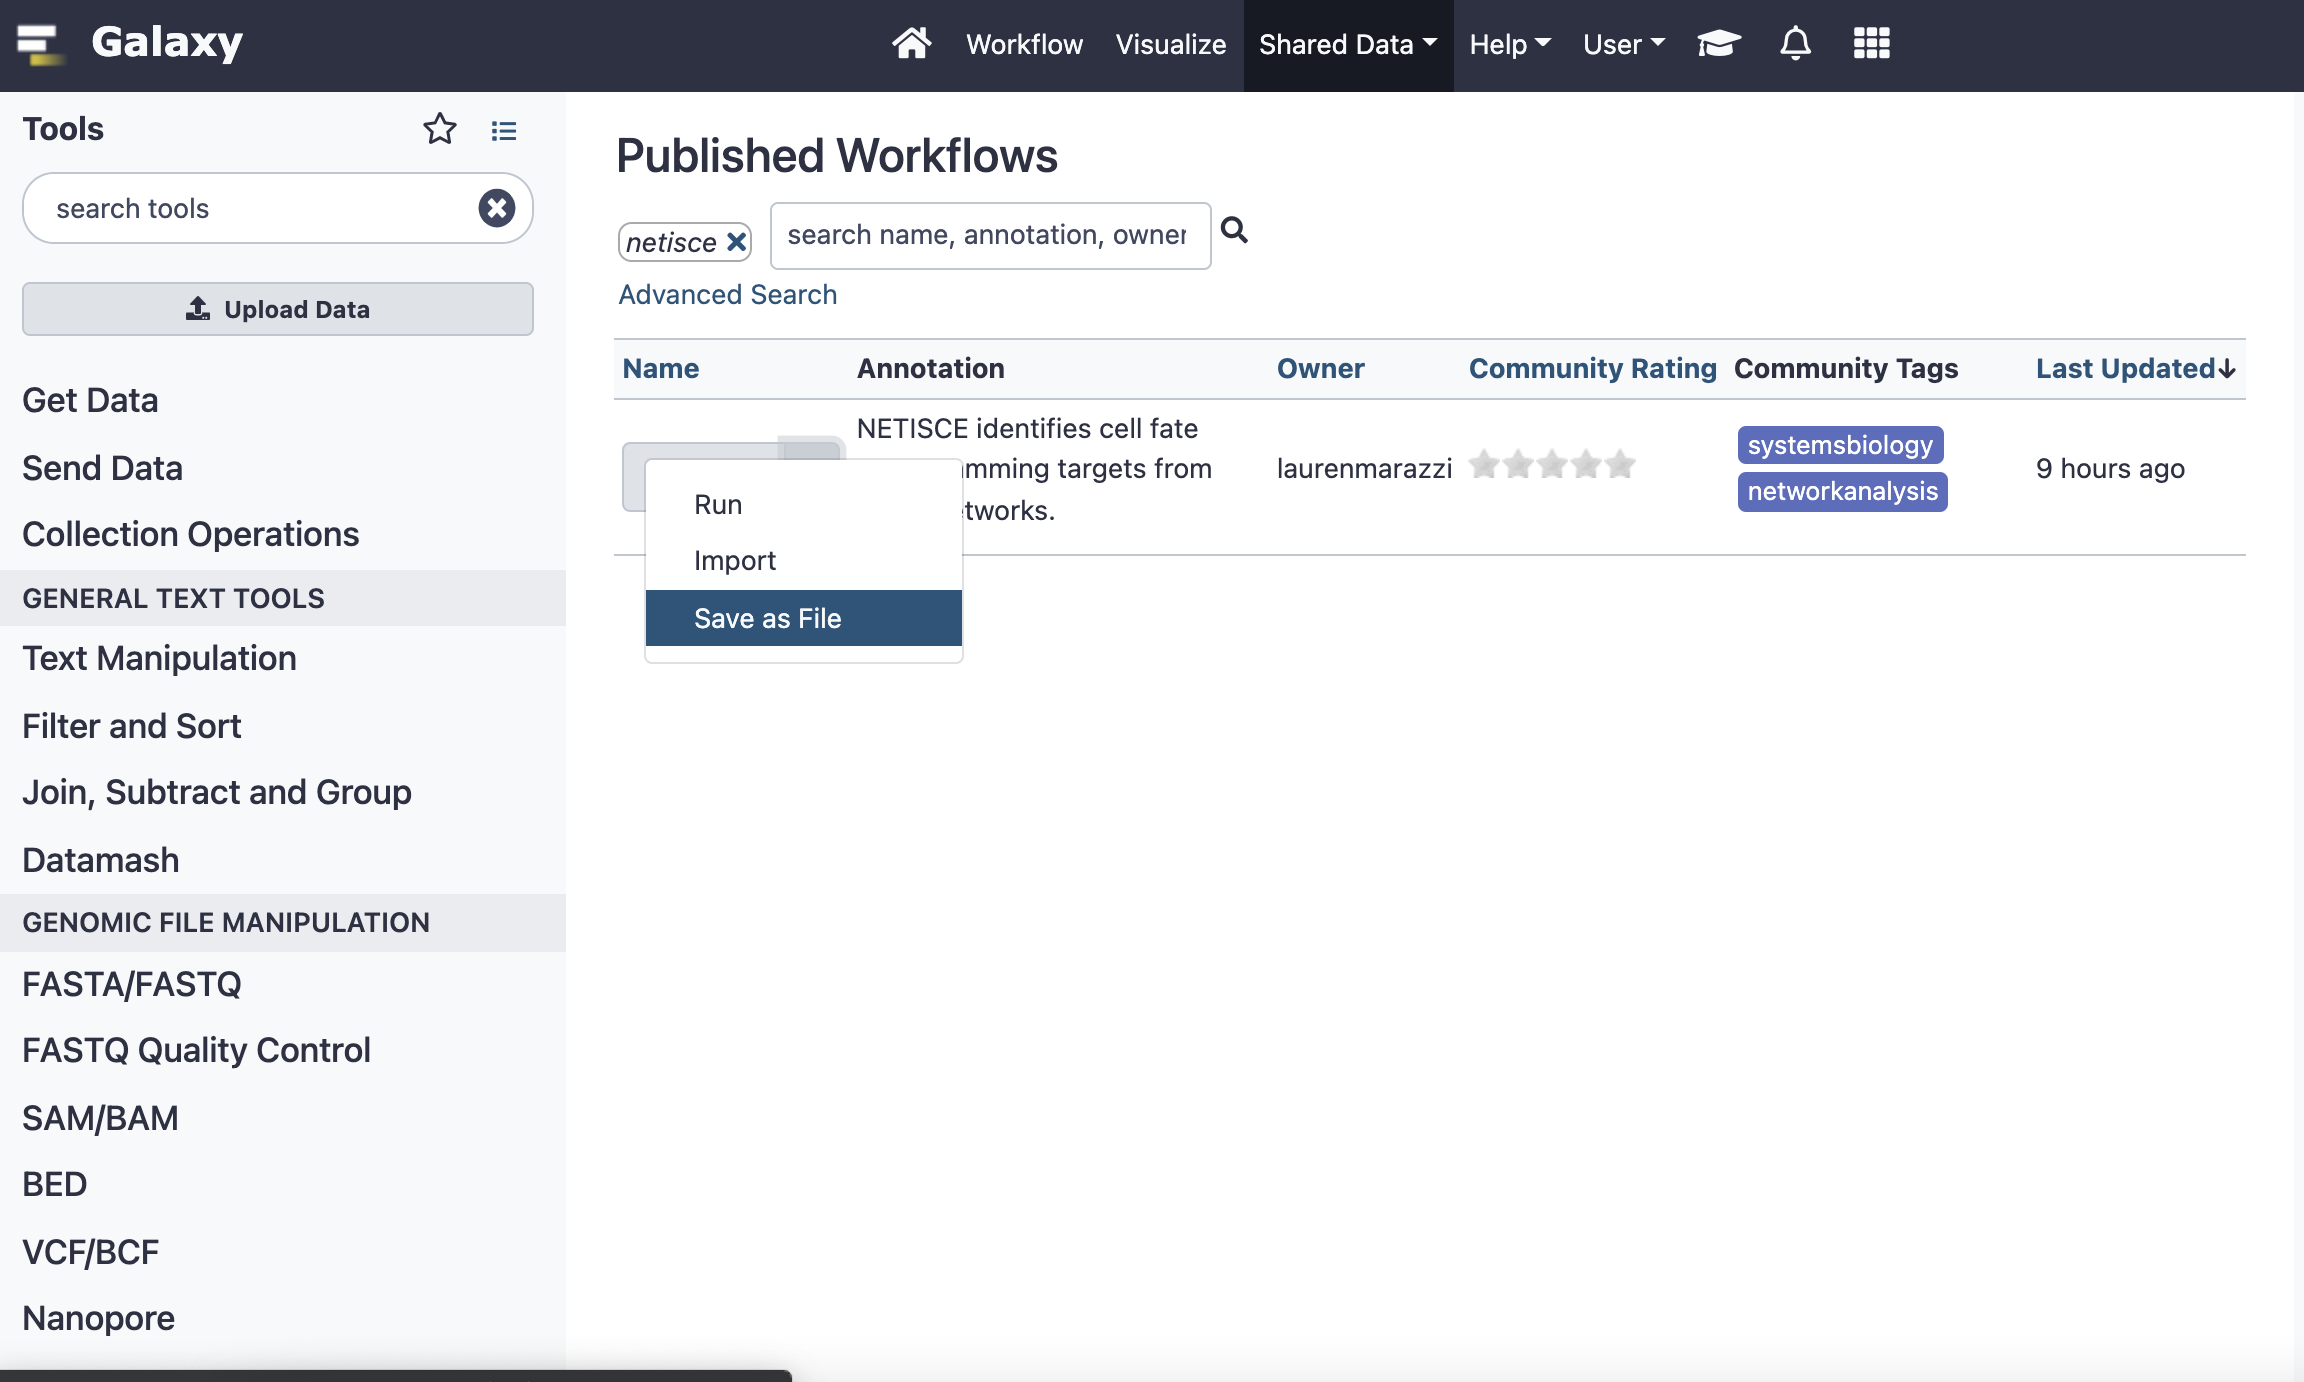 Galaxy
Workflow
Visualize
Shared Data
Help
User
Tools
search tools
Upload Data
Get Data
Send Data
Collection Operations
GENERAL TEXT TOOLS
Text Manipulation
Filter and Sort
Join, Subtract and Group
Datamash
GENOMIC FILE MANIPULATION
FASTA/FASTQ
FASTQ Quality Control
SAM/BAM
BED
VCF/BCF
Nanopore
Published Workflows
netisce
search name, annotation, owner
Advanced Search
Name
Annotation
Owner
Community Rating
Community Tags
Last Updated
NETISCE identifies cell fate
mming targets from
tworks.
laurenmarazzi
systemsbiology
networkanalysis
9 hours ago
Run
Import
Save as File